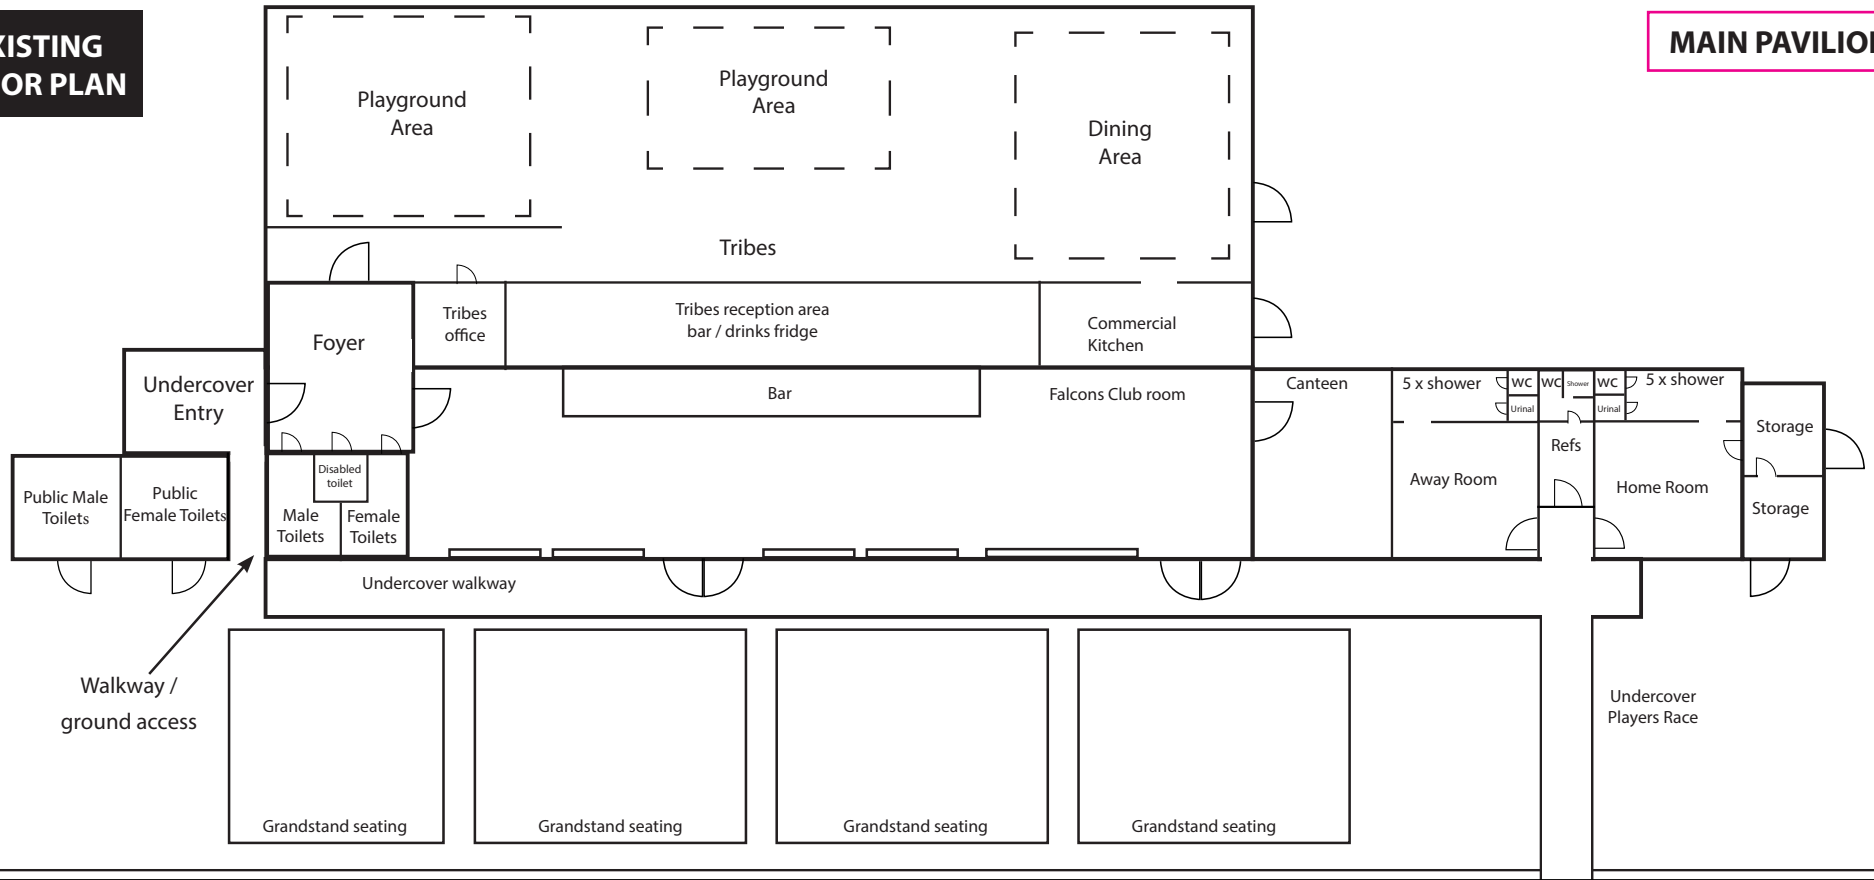 XISTING
OOR PLAN
MAIN PAVILION
Playground
Area
Playground
Area
Dining
Area
Tribes
Foyer
Tribes
office
Tribes reception area
bar / drinks fridge
Commercial
Kitchen
Undercover
Entry
Bar
Falcons Club room
Canteen
5 x shower
WC
WC
Shower
WC
5 x shower
Urinal
Urinal
Refs
Away Room
Home Room
Storage
Storage
Public Male
Toilets
Public
Female Toilets
Disabled
toilet
Male
Toilets
Female
Toilets
Undercover walkway
Walkway /
ground access
Undercover
Players Race
Grandstand seating
Grandstand seating
Grandstand seating
Grandstand seating